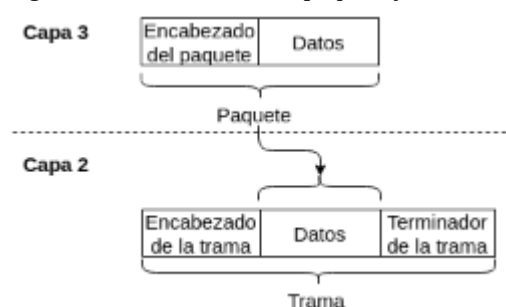 Capa 3
Encabezado
del paquete
Datos
Paquete
Capa 2
Encabezado
de la trama
Datos
Terminador
de la trama
Trama